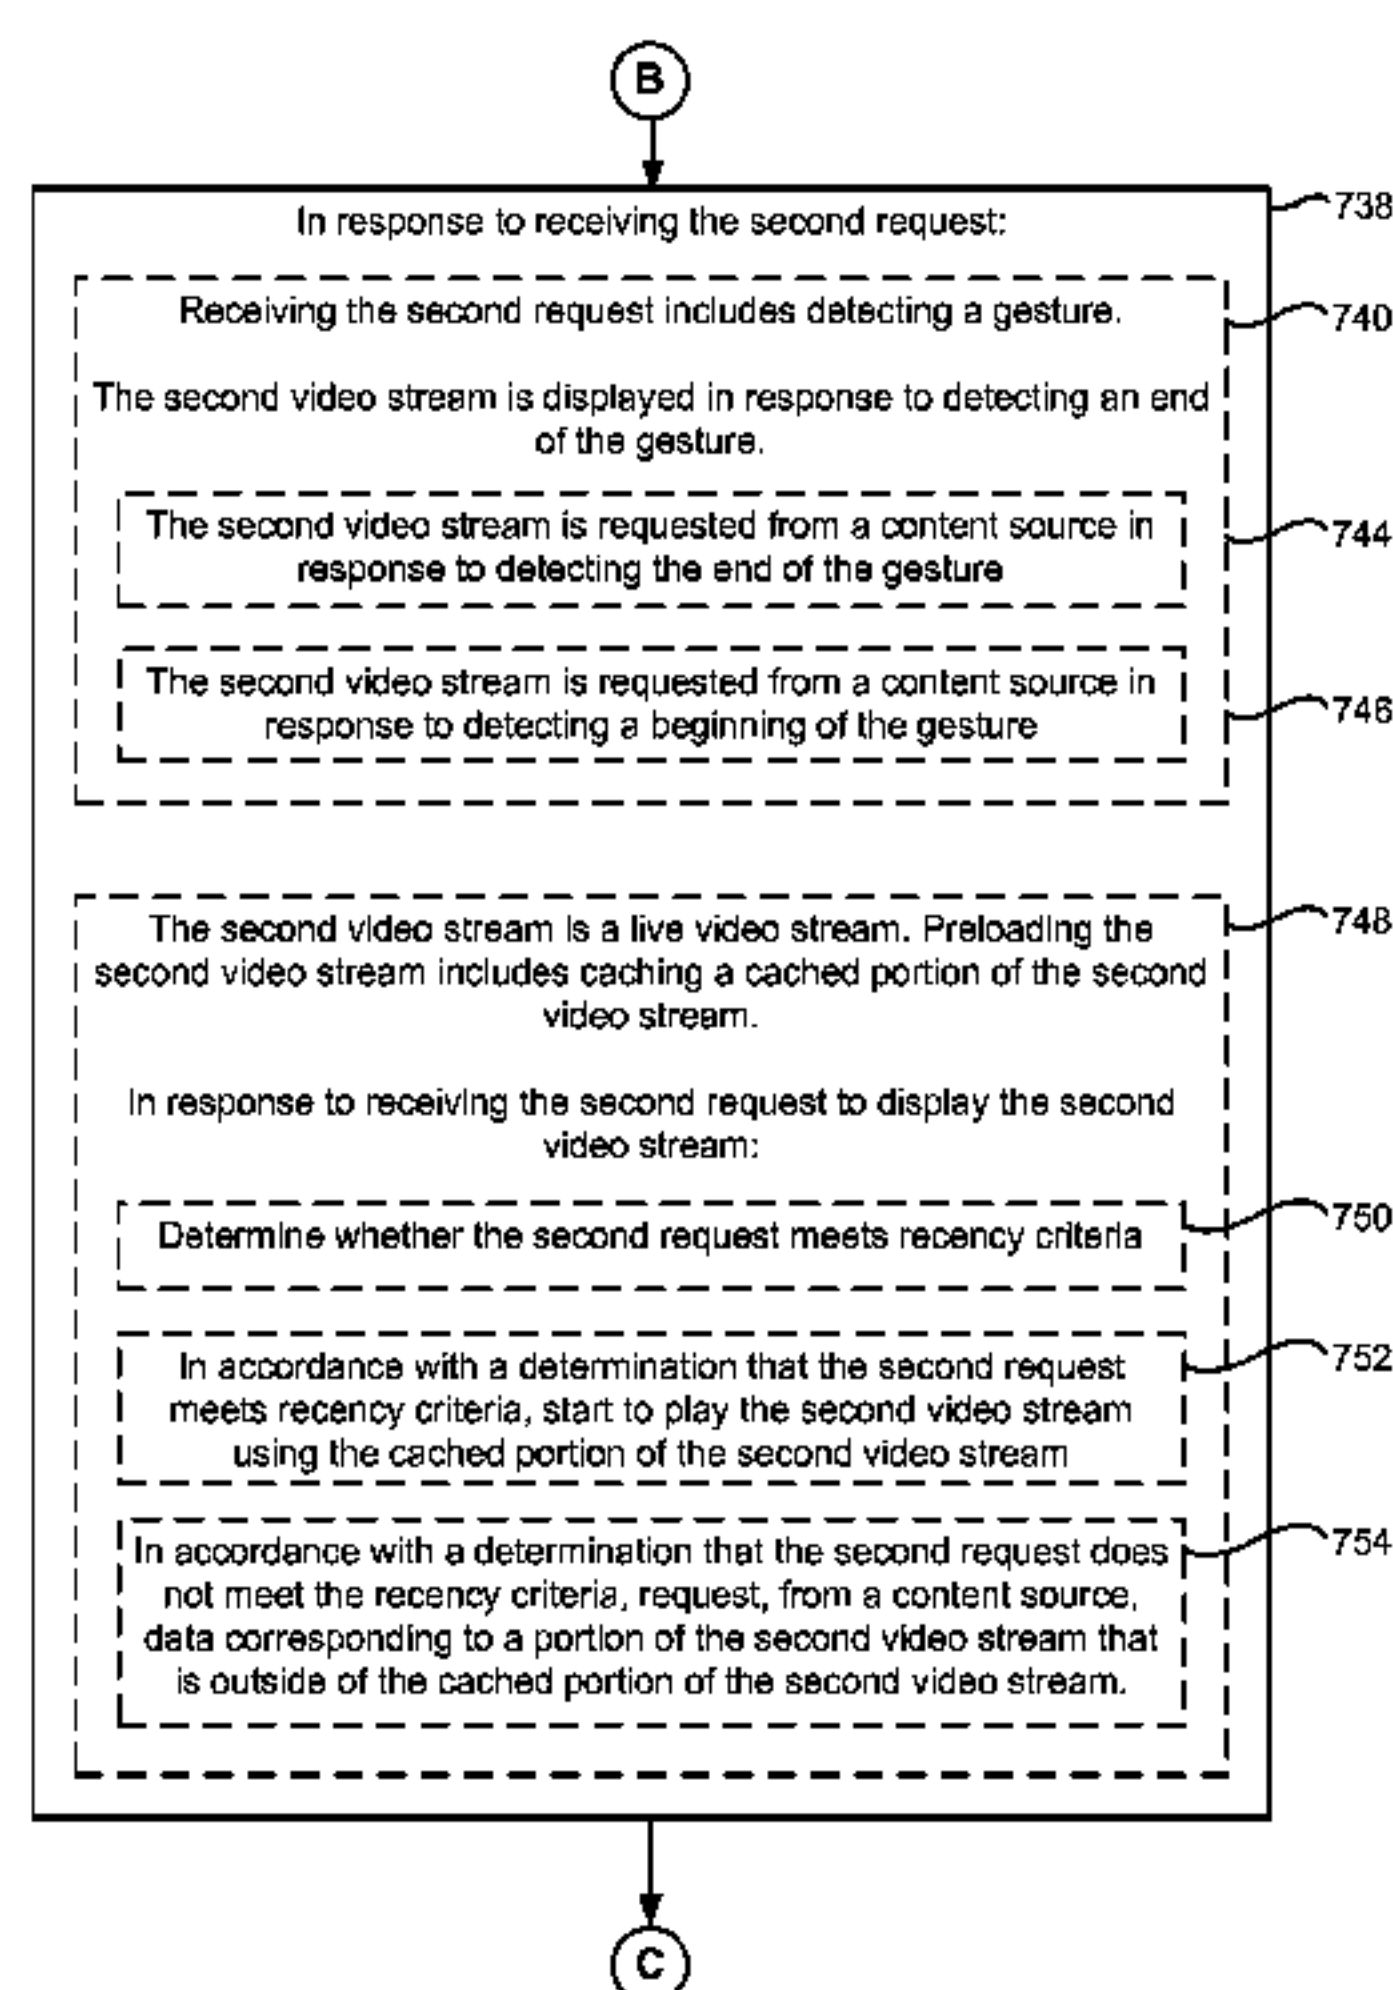 B
In response to receiving the second request:
738
Receiving the second request includes detecting a gesture.
740
The second video stream is displayed in response to detecting an end
of the gesture.
The second video stream is requested from a content source in
response to detecting the end of the gesture
744
The second video stream is requested from a content source in
response to detecting a beginning of the gesture
746
The second video stream is a live video stream. Preloading the
second video stream includes caching a cached portion of the second
video stream.
748
In response to receiving the second request to display the second
video stream:
Determine whether the second request meets recency criteria
750
In accordance with a determination that the second request
meets recency criteria, start to play the second video stream
using the cached portion of the second video stream
752
In accordance with a determination that the second request does
not meet the recency criteria, request, from a content source,
data corresponding to a portion of the second video stream that
is outside of the cached portion of the second video stream.
754
C